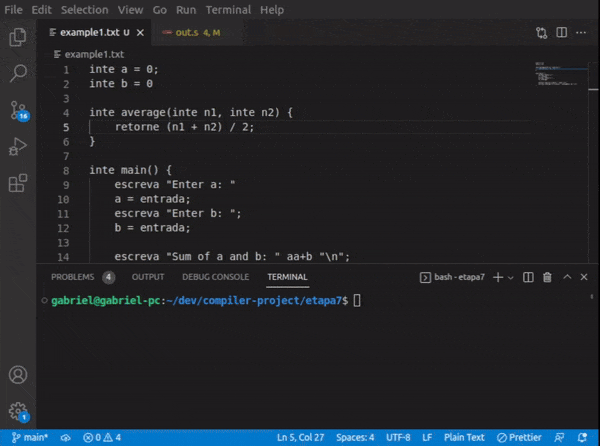 File Edit Selection View Go Run Terminal Help
example1.txt U out.s 4, M
example1.txt
1 inte a = 0;
2 inte b = 0
3
4 inte average(inte n1, inte n2) {
5 retorne (n1 + n2) / 2;
6 }
7
8 inte main() {
9 escreva "Enter a: "
10 a = entrada;
11 escreva "Enter b: ";
12 b = entrada;
13
14 escreva "Sum of a and b: " aa+b "\n";
PROBLEMS 4 OUTPUT DEBUG CONSOLE TERMINAL bash - etapa7
gabriel@gabriel-pc:~/dev/compiler-project/etapa7$
16
1
main* 0 4 Ln 5, Col 27 Spaces: 4 UTF-8 LF Plain Text Prettier